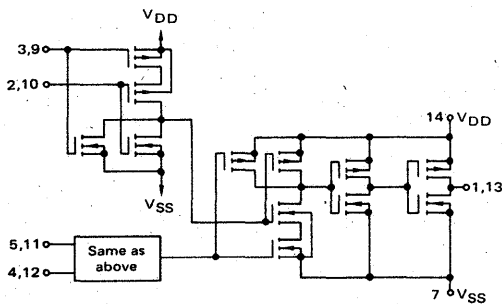 VDD
3,9
2,10
14 VDD
1,13
VSS
5,11
Same as
above
4,12
7 VSS